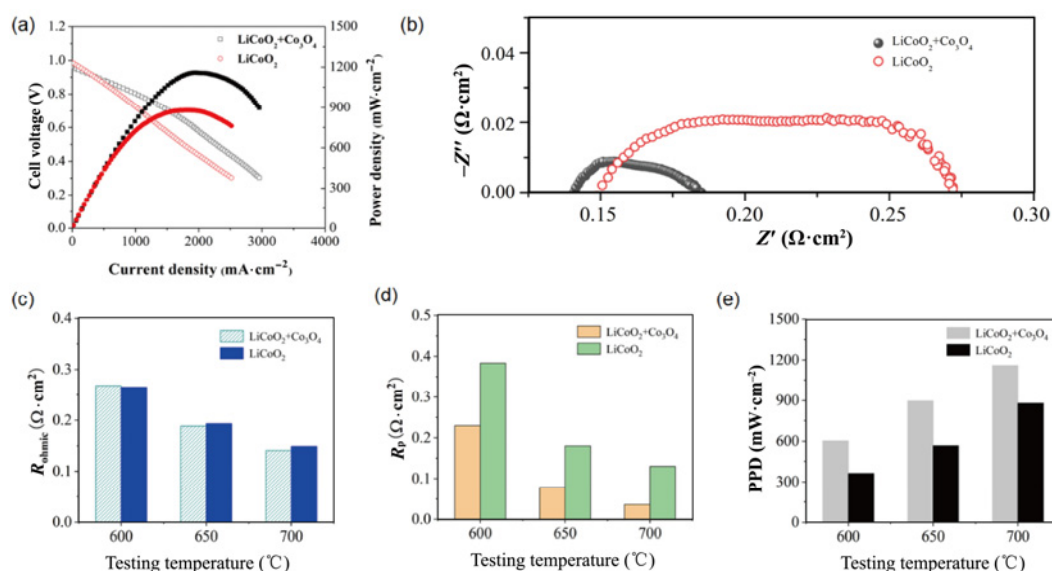 (a)
1.2
1.0
0.8
0.6
0.4
0.2
0.0
Cell voltage (V)
LiCoO₂+Co₃O₄
LiCoO₂
1500
1200
900
600
300
0
Power density (mW·cm⁻²)
0 1000 2000 3000 4000
Current density (mA·cm⁻²)
(b)
0.04
0.02
0.00
−Z″ (Ω·cm²)
LiCoO₂+Co₃O₄
LiCoO₂
0.15 0.20 0.25 0.30
Z′ (Ω·cm²)
(c)
0.4
0.3
0.2
0.1
0.0
R_ohmic (Ω·cm²)
LiCoO₂+Co₃O₄
LiCoO₂
600 650 700
Testing temperature (℃)
(d)
0.5
0.4
0.3
0.2
0.1
0.0
R_p (Ω·cm²)
LiCoO₂+Co₃O₄
LiCoO₂
600 650 700
Testing temperature (℃)
(e)
1500
1200
900
600
300
0
PPD (mW·cm⁻²)
LiCoO₂+Co₃O₄
LiCoO₂
600 650 700
Testing temperature (℃)